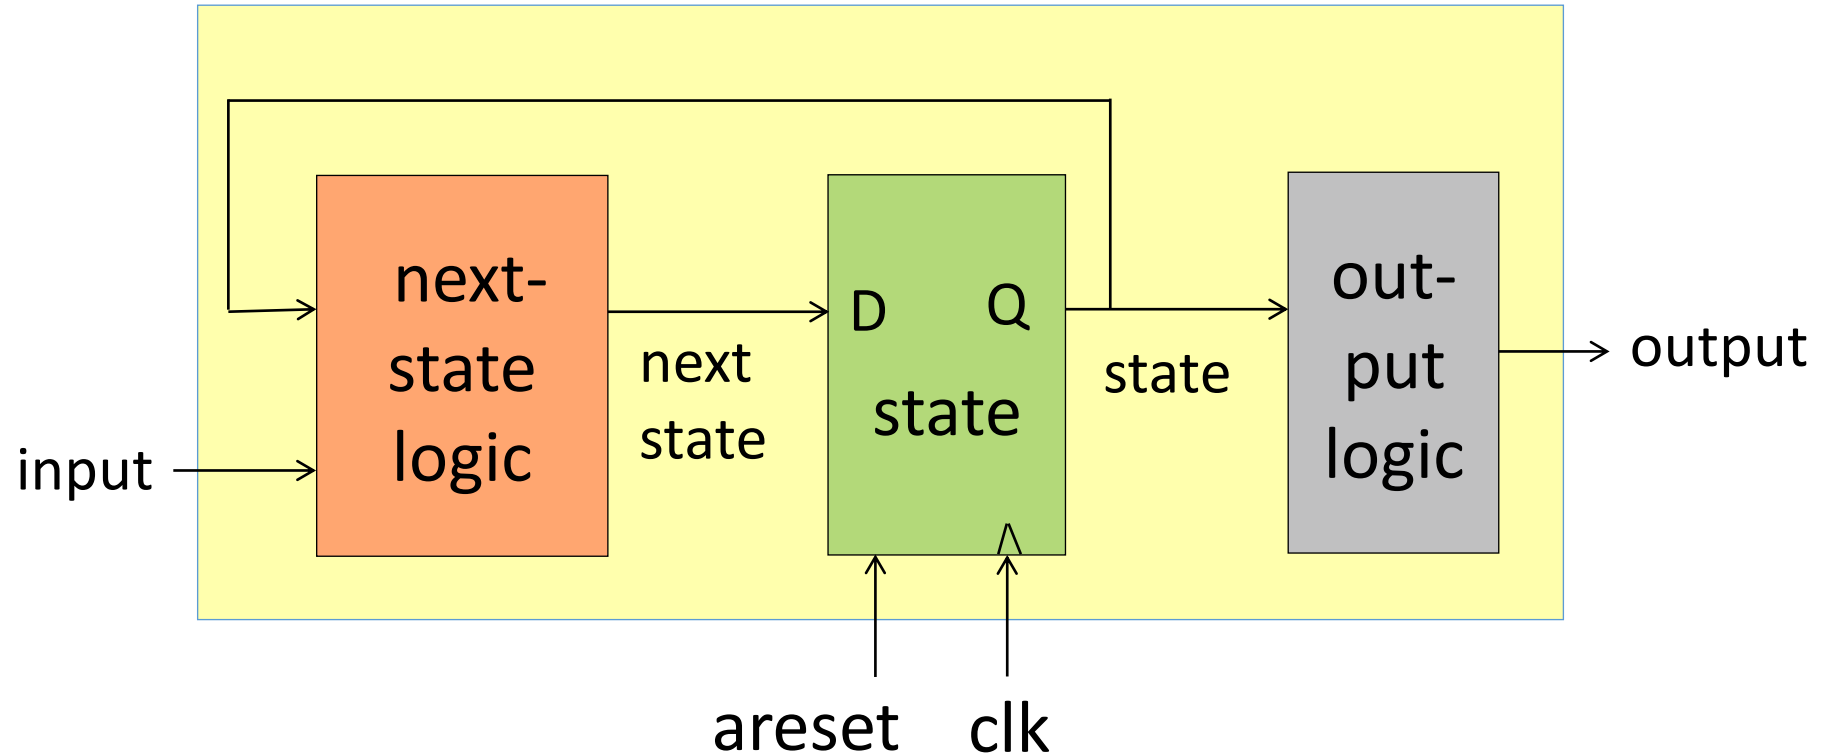 next-
state
logic
input
next
state
D
Q
state
state
out-
put
logic
output
areset
clk